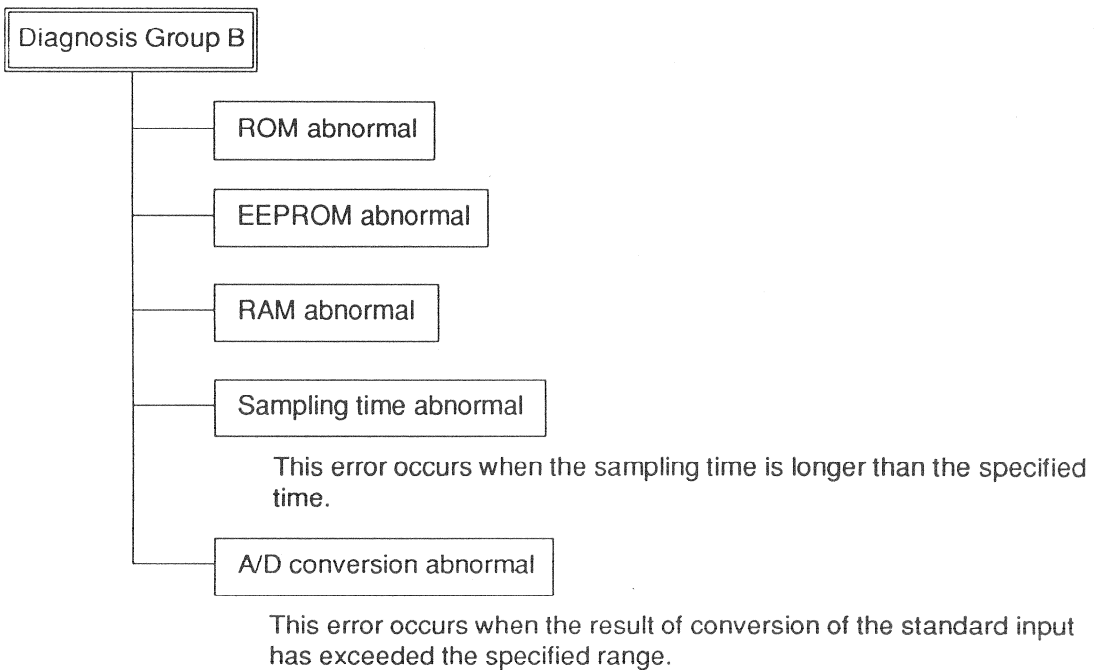 Diagnosis Group B
ROM abnormal
EEPROM abnormal
RAM abnormal
Sampling time abnormal
This error occurs when the sampling time is longer than the specified
time.
A/D conversion abnormal
This error occurs when the result of conversion of the standard input
has exceeded the specified range.